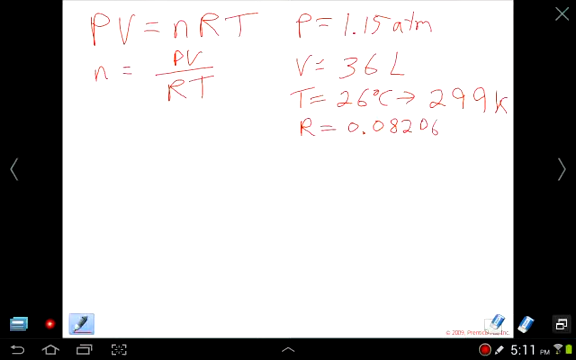 PV = nRT
n = PV/RT
P = 1.15 atm
V = 36 L
T = 26°C → 299 K
R = 0.08206
© 2009, Prentice Hall, Inc.
5:11 PM